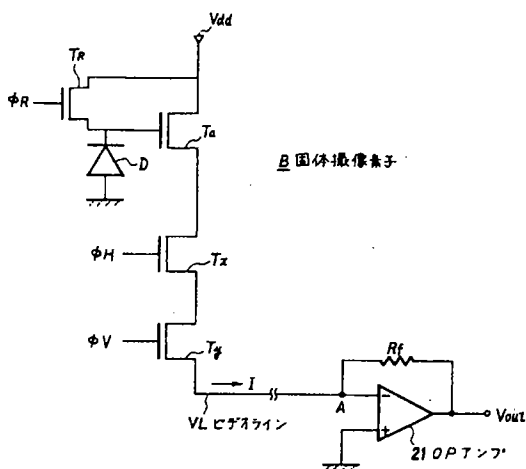 Vdd
TR
φR
Ta
D
B 固体撮像素子
φH
Tx
φV
Ty
Rf
I
A
−
+
Vout
VL ビデオライン
21 OPアンプ